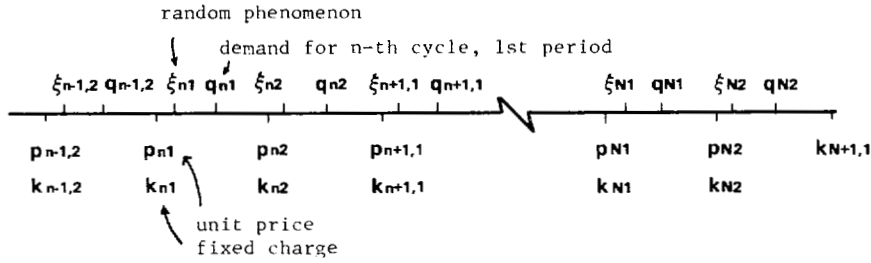 random phenomenon
demand for n-th cycle, 1st period
ξn-1,2 qn-1,2 ξn1 qn1 ξn2 qn2 ξn+1,1 qn+1,1 ξN1 qN1 ξN2 qN2
pn-1,2 pn1 pn2 pn+1,1 pN1 pN2 kN+1,1
kn-1,2 kn1 kn2 kn+1,1 kN1 kN2
unit price
fixed charge